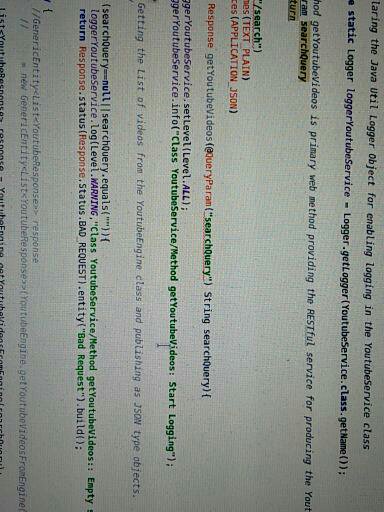 laring the Java Util Logger Object for enabling logging in the YoutubeService Class.
e static Logger loggerYoutubeService = Logger.getLogger(YoutubeService.class.getName());
hod getYoutubeVideos is primary web method providing the RESTful service for producing the Yout
ram searchQuery
turn
"/search")
mes(TEXT_PLAIN)
ces(APPLICATION_JSON)
Response getYoutubeVideos(@QueryParam("searchQuery") String searchQuery){
ggerYoutubeService.setLevel(Level.ALL);
ggerYoutubeService.info("Class YoutubeService/Method getYoutubeVideos: Start Logging");
Getting the List of videos from the YoutubeEngine class and publishing as JSON type objects.
(searchQuery==null||searchQuery.equals("")){
loggerYoutubeService.log(Level.WARNING,"Class YoutubeService/Method getYoutubeVideos:: Empty s
return Response.status(Response.Status.BAD_REQUEST).entity("Bad Request").build();
y {
//GenericEntity<List<YoutubeResponse>> response
// = new GenericEntity<List<YoutubeResponse>>(YoutubeEngine.getYoutubeVideosFromEngine(
List<YoutubeResponse> response = YoutubeEngine.getYoutubeVideosFromEngine(searchQuery);